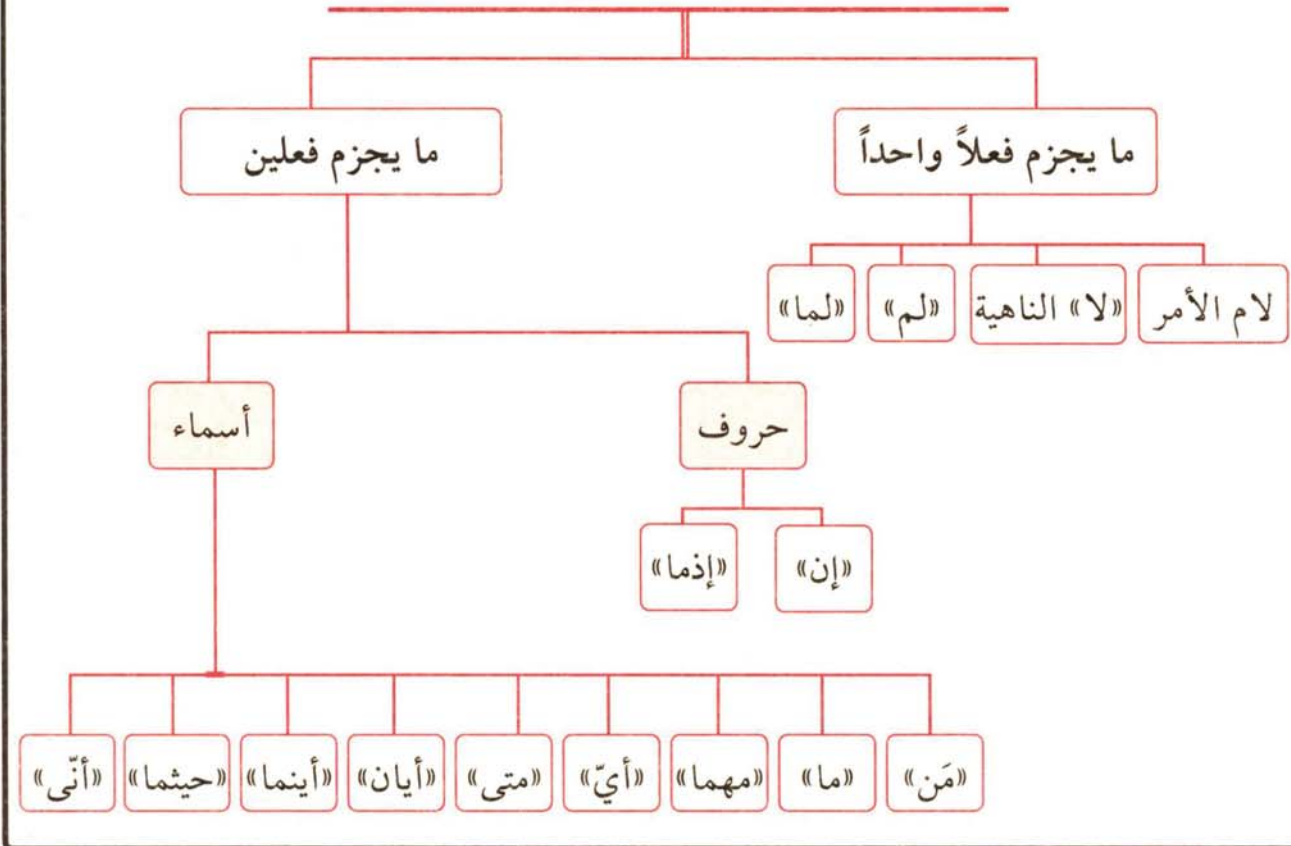 ما يجزم فعلاً واحداً
ما يجزم فعلين
لام الأمر
«لا» الناهية
«لم»
«لما»
حروف
أسماء
«إن»
«إذما»
«مَن»
«ما»
«مهما»
«أيّ»
«متى»
«أيان»
«أينما»
«حيثما»
«أنّى»